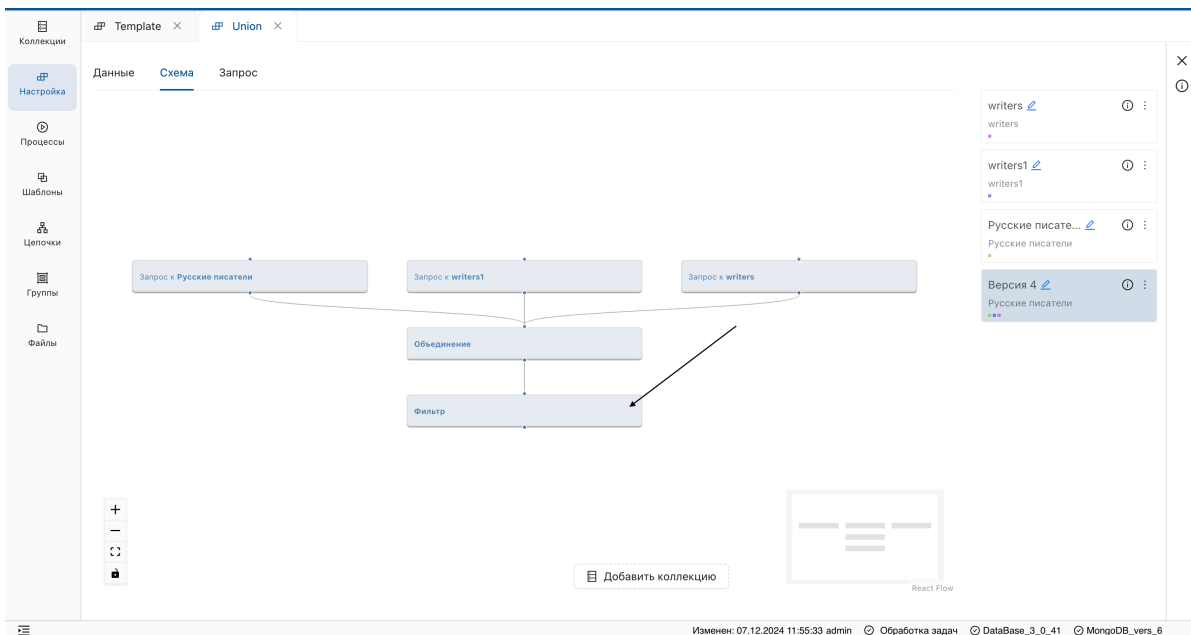 Коллекции
Настройка
Процессы
Шаблоны
Цепочки
Группы
Файлы
Template
Union
Данные
Схема
Запрос
Запрос к Русские писатели
Запрос к writers1
Запрос к writers
Объединение
Фильтр
Добавить коллекцию
React Flow
writers
writers
writers1
writers1
Русские писате...
Русские писатели
Версия 4
Русские писатели
Изменен: 07.12.2024 11:55:33 admin
Обработка задач
DataBase_3_0_41
MongoDB_vers_6